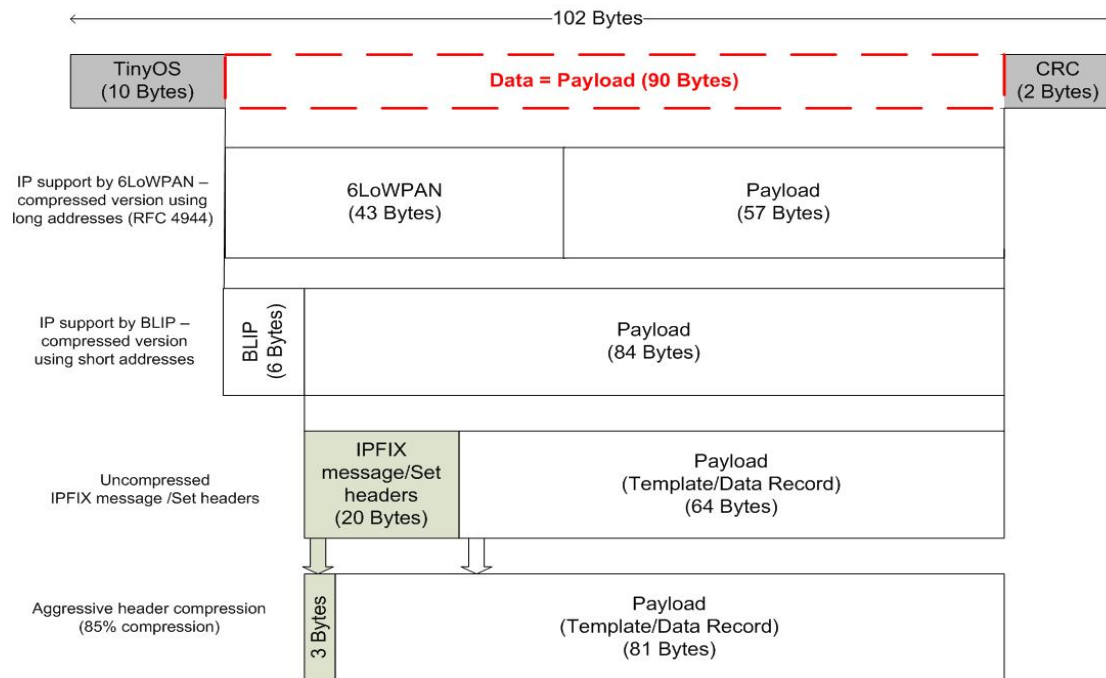 102 Bytes
TinyOS
(10 Bytes)
Data = Payload (90 Bytes)
CRC
(2 Bytes)
IP support by 6LoWPAN –
compressed version using
long addresses (RFC 4944)
6LoWPAN
(43 Bytes)
Payload
(57 Bytes)
IP support by BLIP –
compressed version
using short addresses
BLIP
(6 Bytes)
Payload
(84 Bytes)
Uncompressed
IPFIX message /Set headers
IPFIX
message/Set
headers
(20 Bytes)
Payload
(Template/Data Record)
(64 Bytes)
Aggressive header compression
(85% compression)
3 Bytes
Payload
(Template/Data Record)
(81 Bytes)